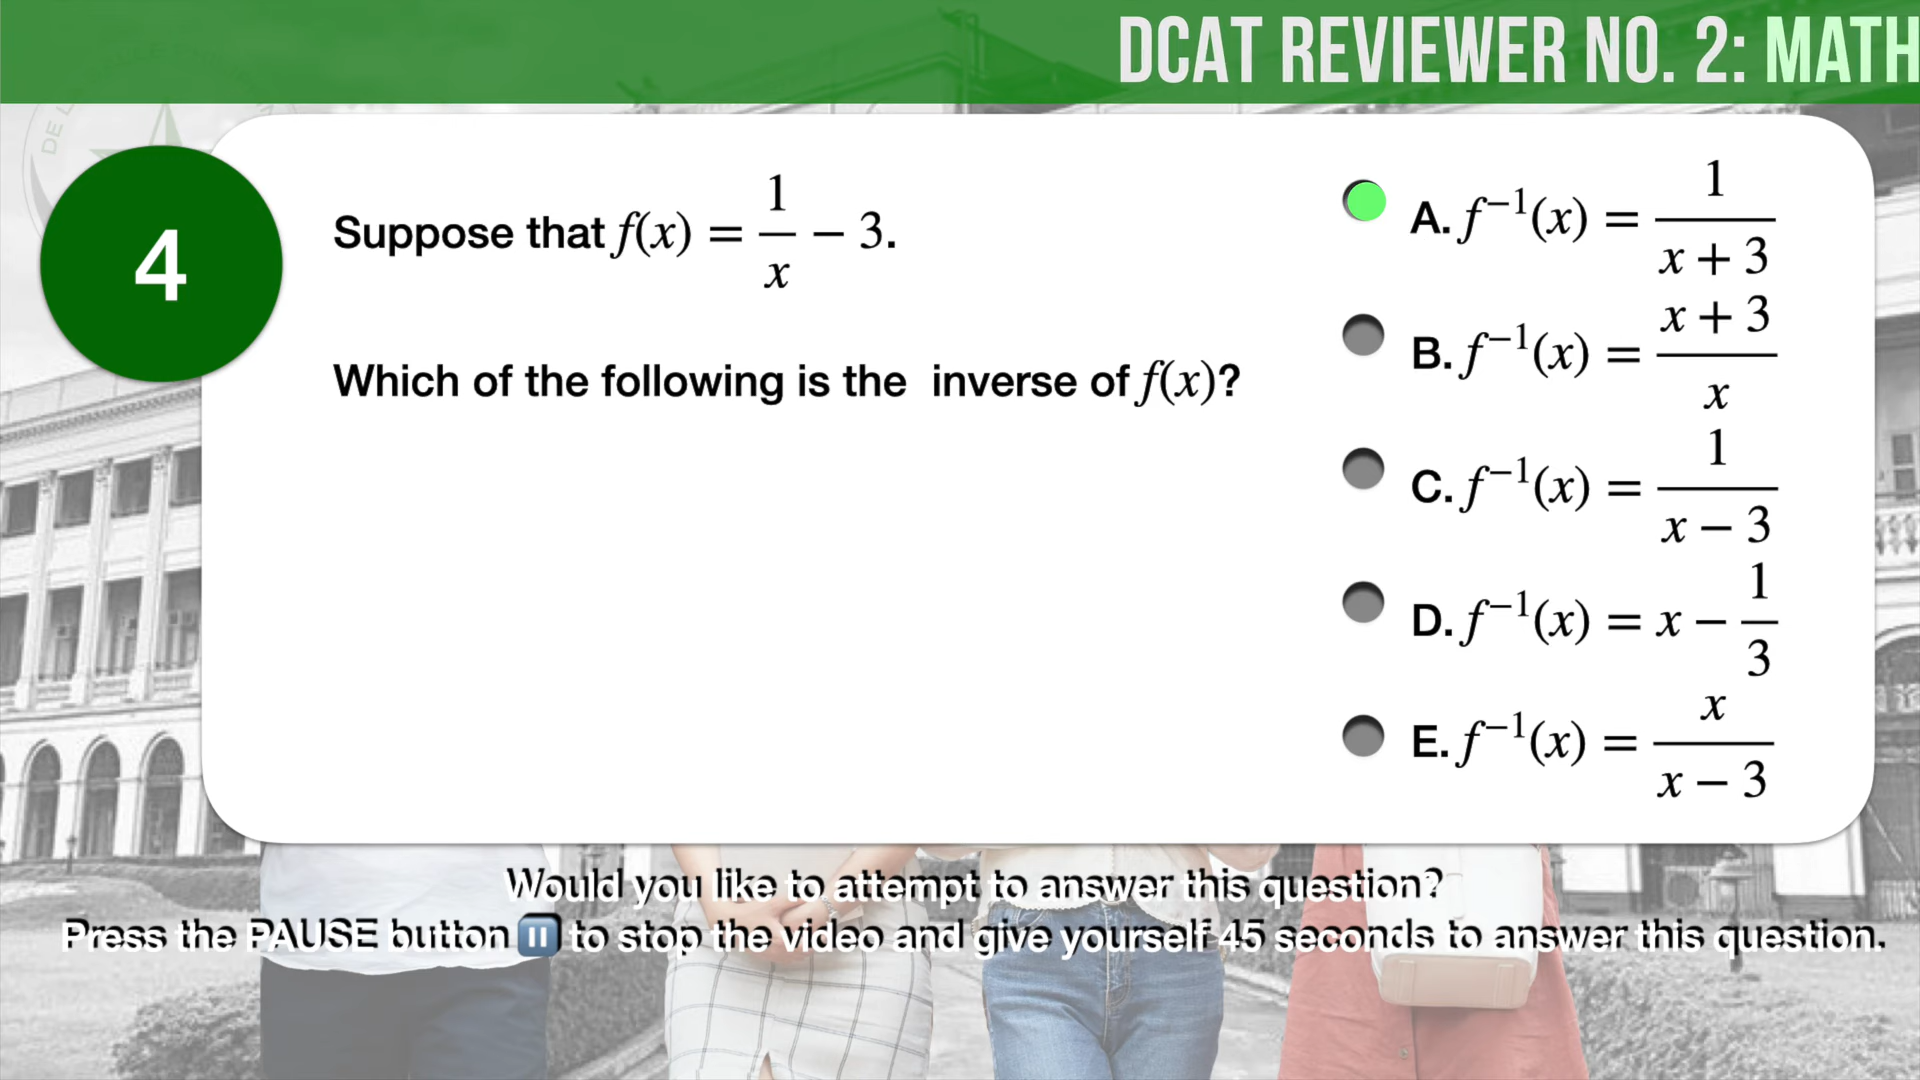 DCAT REVIEWER NO. 2: MATH
4
Suppose that f(x) = 1/x − 3.
Which of the following is the inverse of f(x)?
A. f⁻¹(x) = 1/(x + 3)
B. f⁻¹(x) = (x + 3)/x
C. f⁻¹(x) = 1/(x − 3)
D. f⁻¹(x) = x − 1/3
E. f⁻¹(x) = x/(x − 3)
Would you like to attempt to answer this question?
Press the PAUSE button ⏸ to stop the video and give yourself 45 seconds to answer this question.